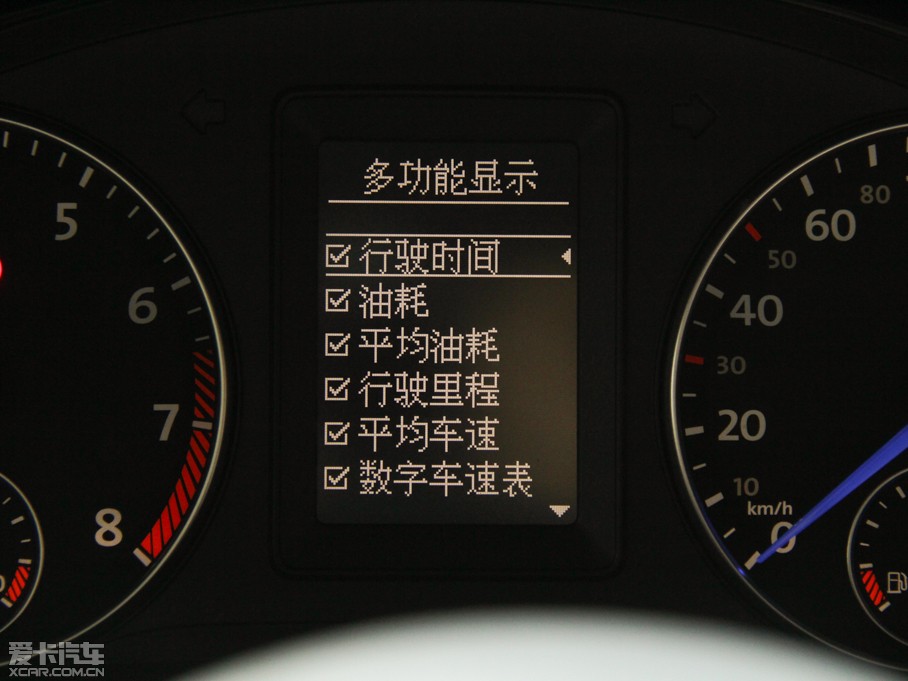 多功能显示
行驶时间
油耗
平均油耗
行驶里程
平均车速
数字车速表
5
6
7
8
80
60
50
40
30
20
10
km/h
0
爱卡汽车
XCAR.COM.CN